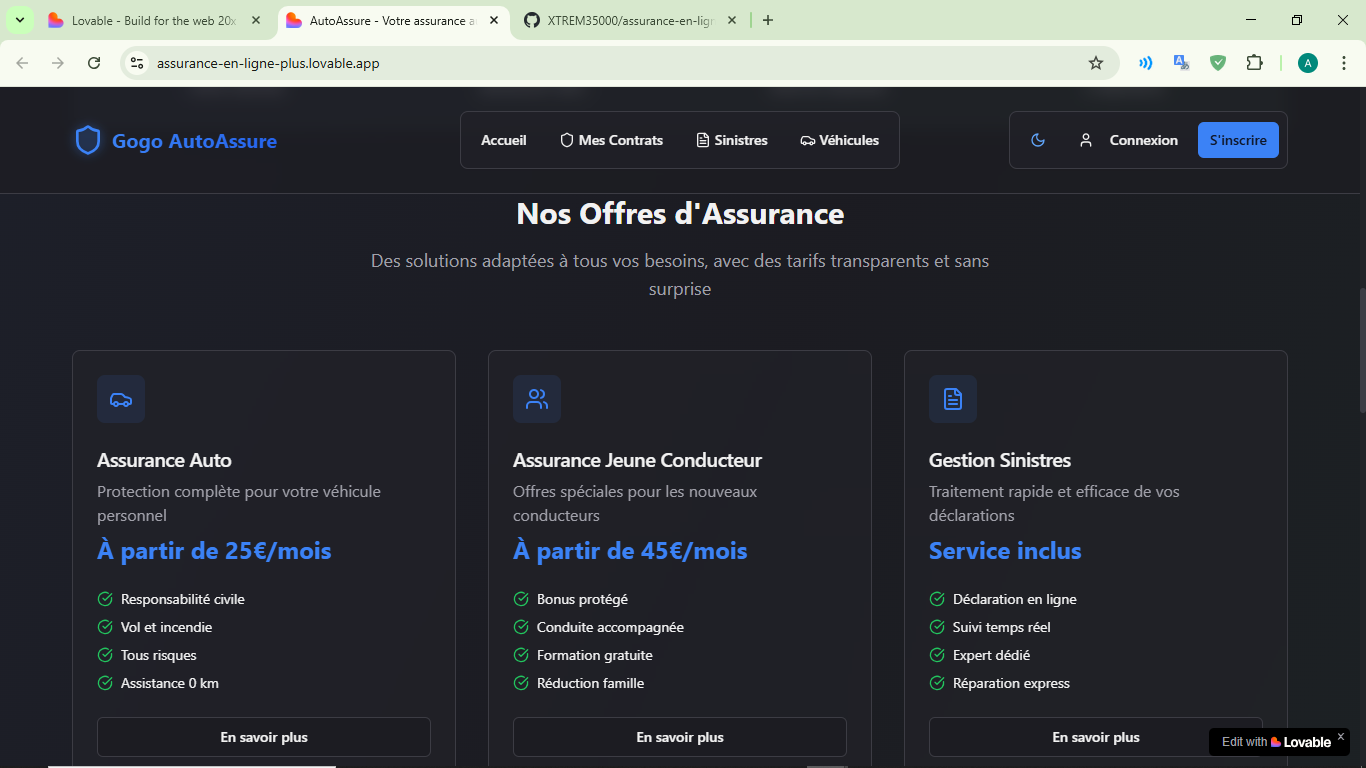 Lovable - Build for the web 20x
AutoAssure - Votre assurance a
XTREM35000/assurance-en-lign
assurance-en-ligne-plus.lovable.app
A
Gogo AutoAssure
Accueil
Mes Contrats
Sinistres
Véhicules
Connexion
S'inscrire
Nos Offres d'Assurance
Des solutions adaptées à tous vos besoins, avec des tarifs transparents et sans
surprise
Assurance Auto
Protection complète pour votre véhicule
personnel
À partir de 25€/mois
Responsabilité civile
Vol et incendie
Tous risques
Assistance 0 km
En savoir plus
Assurance Jeune Conducteur
Offres spéciales pour les nouveaux
conducteurs
À partir de 45€/mois
Bonus protégé
Conduite accompagnée
Formation gratuite
Réduction famille
En savoir plus
Gestion Sinistres
Traitement rapide et efficace de vos
déclarations
Service inclus
Déclaration en ligne
Suivi temps réel
Expert dédié
Réparation express
En savoir plus
Edit with Lovable